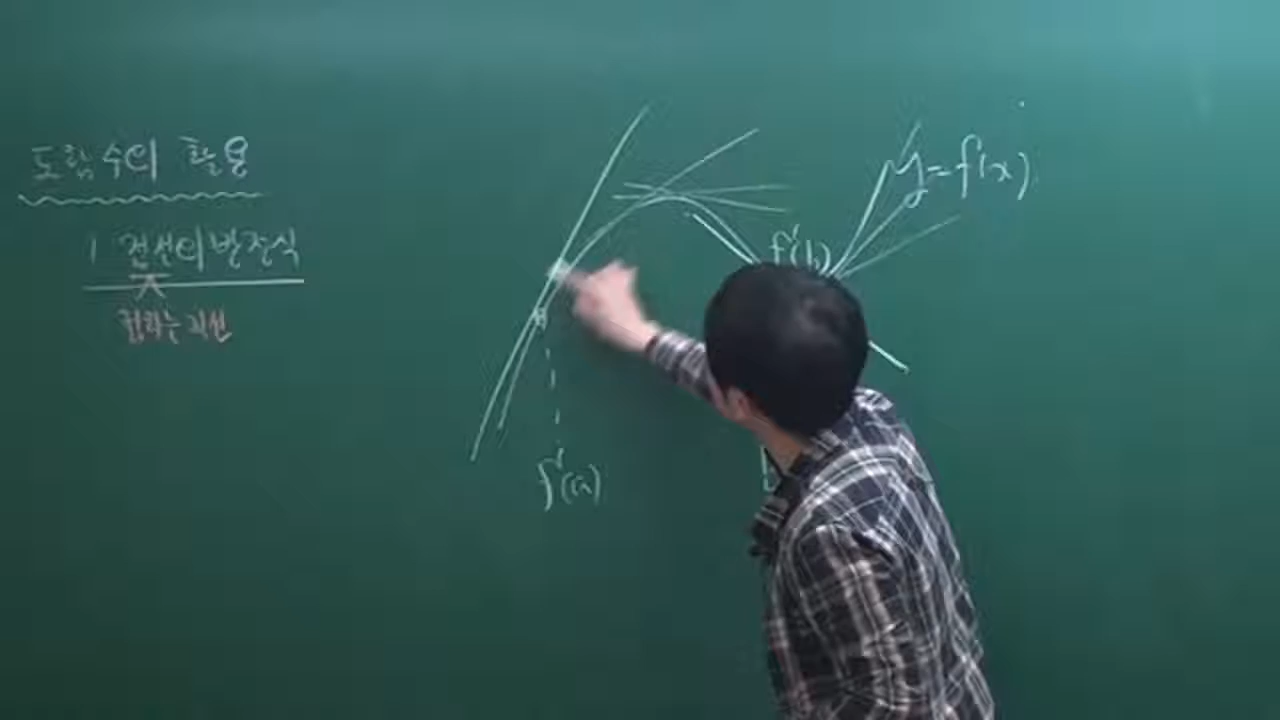 도함수의 활용
1 접선의 방정식
접하는 직선
y=f(x)
f'(b)
f'(a)
b